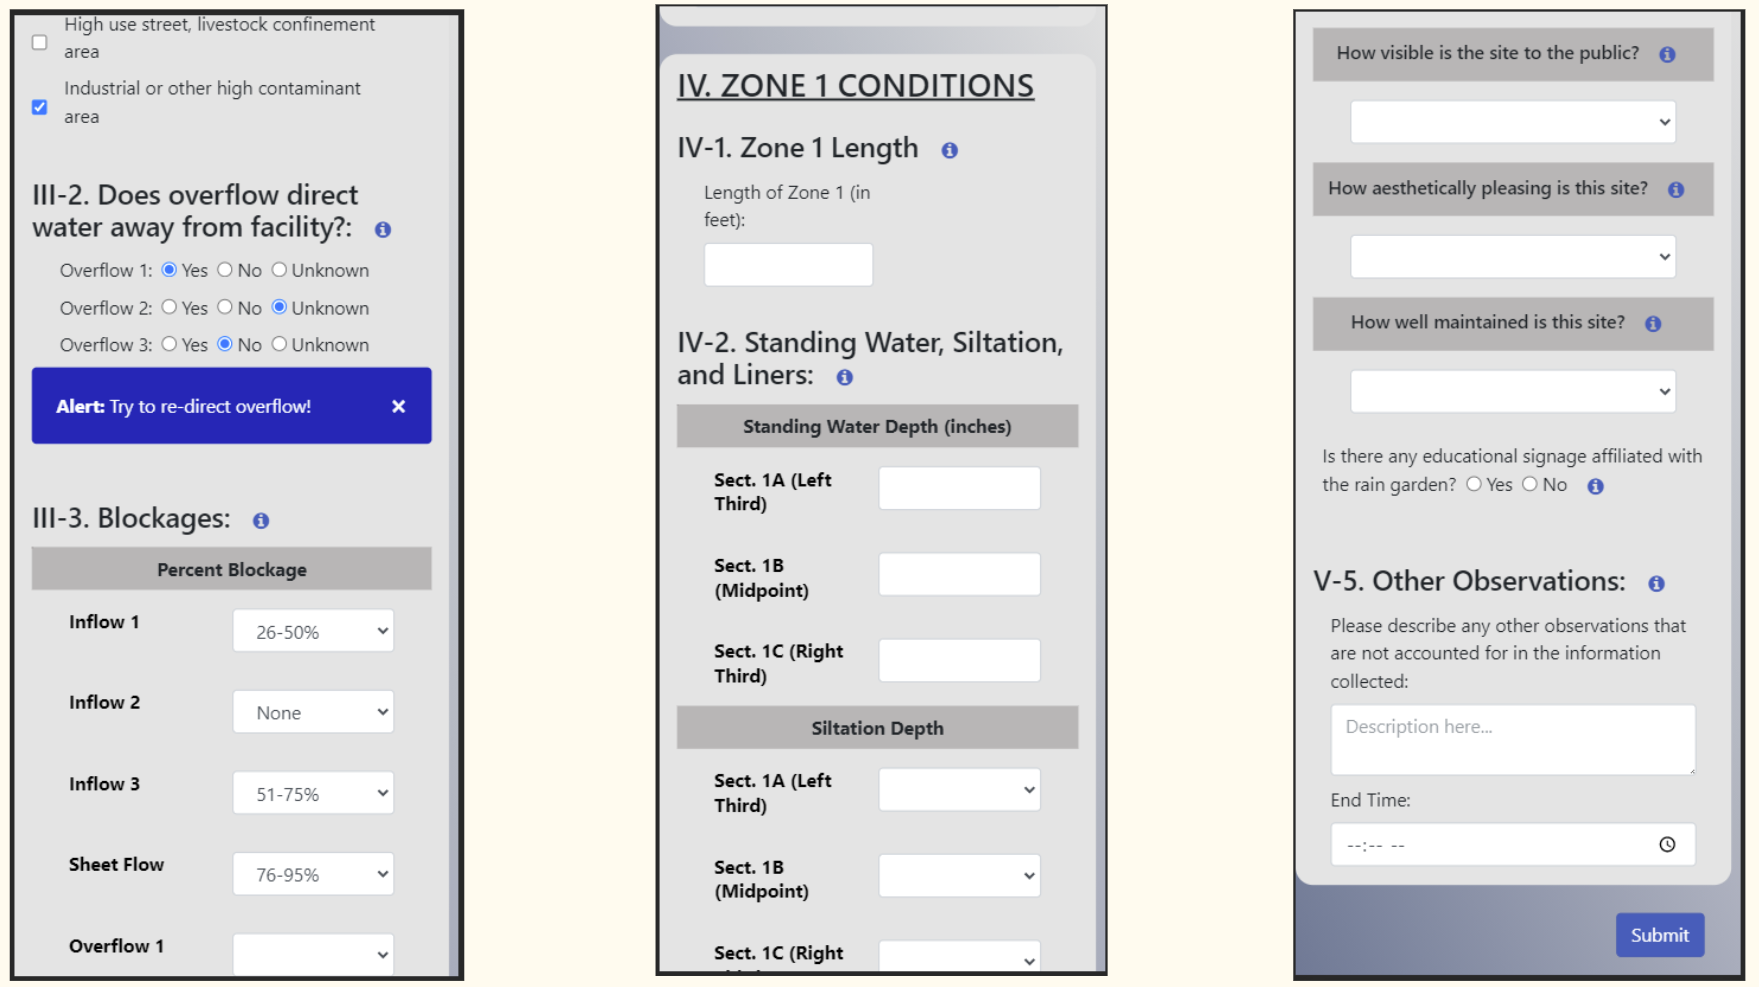 High use street, livestock confinement
area
Industrial or other high contaminant
area
III-2. Does overflow direct
water away from facility?:
Overflow 1: Yes No Unknown
Overflow 2: Yes No Unknown
Overflow 3: Yes No Unknown
Alert: Try to re-direct overflow! ×
III-3. Blockages:
Percent Blockage
Inflow 1 26-50%
Inflow 2 None
Inflow 3 51-75%
Sheet Flow 76-95%
Overflow 1
IV. ZONE 1 CONDITIONS
IV-1. Zone 1 Length
Length of Zone 1 (in
feet):
IV-2. Standing Water, Siltation,
and Liners:
Standing Water Depth (inches)
Sect. 1A (Left
Third)
Sect. 1B
(Midpoint)
Sect. 1C (Right
Third)
Siltation Depth
Sect. 1A (Left
Third)
Sect. 1B
(Midpoint)
Sect. 1C (Right
How visible is the site to the public?
How aesthetically pleasing is this site?
How well maintained is this site?
Is there any educational signage affiliated with
the rain garden? Yes No
V-5. Other Observations:
Please describe any other observations that
are not accounted for in the information
collected:
Description here...
End Time:
--:-- --
Submit